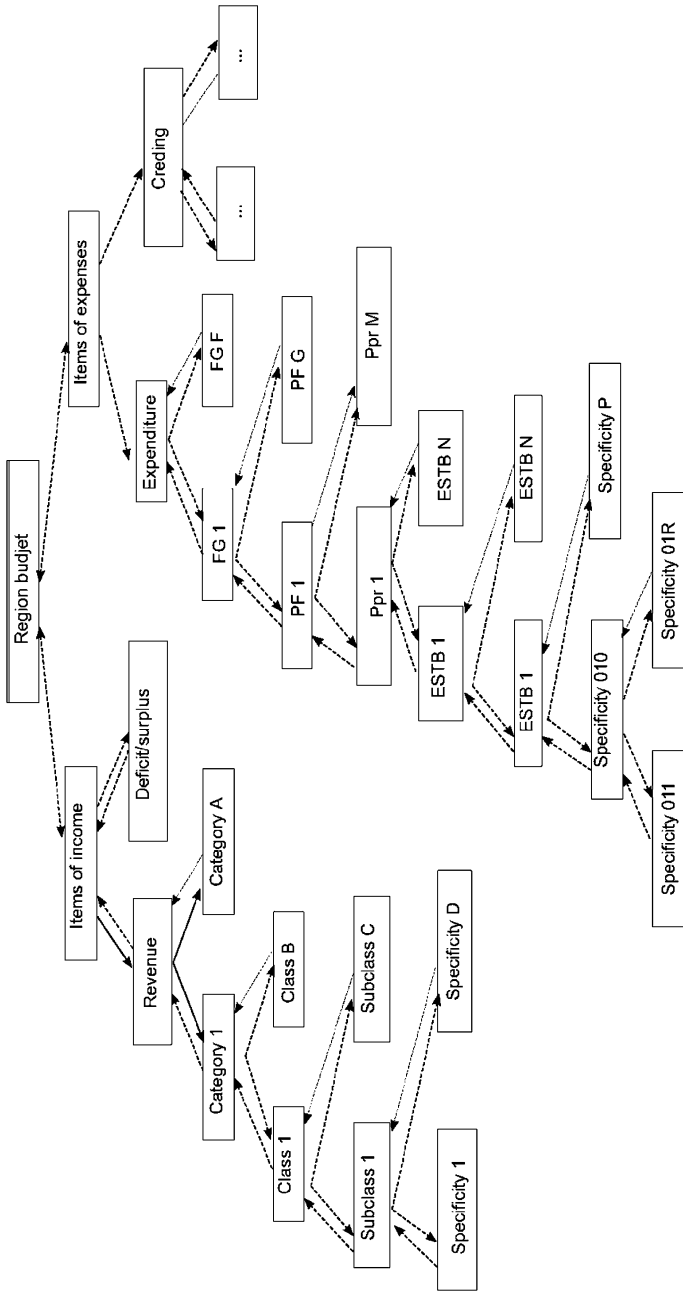 Region budjet
Items of income
Items of expenses
Revenue
Deficit/surplus
Expenditure
Creding
Category 1
Category A
FG 1
FG F
...
...
Class 1
Class B
PF 1
PF G
Subclass 1
Subclass C
Ppr 1
Ppr M
Specificity 1
Specificity D
ESTB 1
ESTB N
ESTB 1
ESTB N
Specificity 010
Specificity P
Specificity 011
Specificity 01R